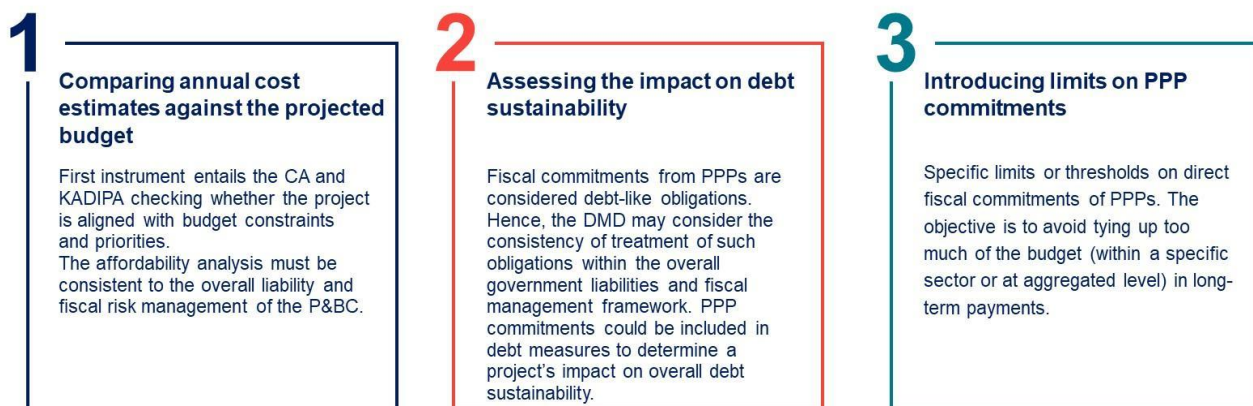 1
Comparing annual cost
estimates against the projected
budget
First instrument entails the CA and
KADIPA checking whether the project
is aligned with budget constraints
and priorities.
The affordability analysis must be
consistent to the overall liability and
fiscal risk management of the P&BC.
2
Assessing the impact on debt
sustainability
Fiscal commitments from PPPs are
considered debt-like obligations.
Hence, the DMD may consider the
consistency of treatment of such
obligations within the overall
government liabilities and fiscal
management framework. PPP
commitments could be included in
debt measures to determine a
project's impact on overall debt
sustainability.
3
Introducing limits on PPP
commitments
Specific limits or thresholds on direct
fiscal commitments of PPPs. The
objective is to avoid tying up too
much of the budget (within a specific
sector or at aggregated level) in long-
term payments.